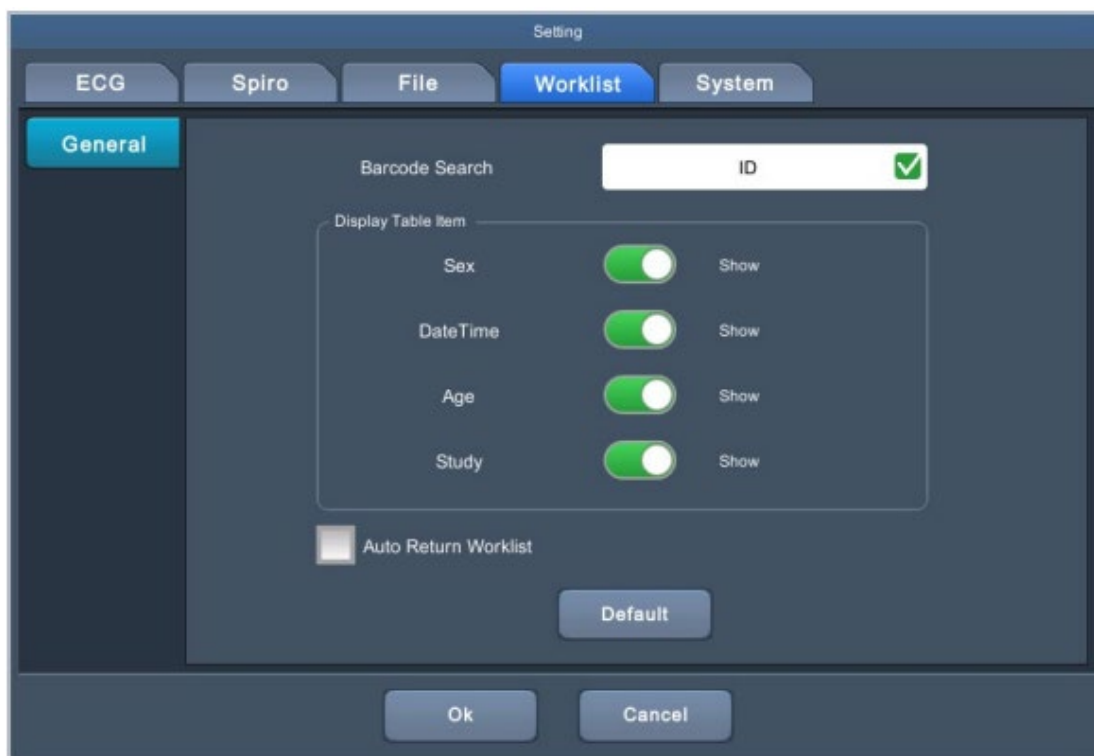 Setting
ECG Spiro File Worklist System
General
Barcode Search ID
Display Table Item
Sex Show
DateTime Show
Age Show
Study Show
Auto Return Worklist
Default
Ok Cancel